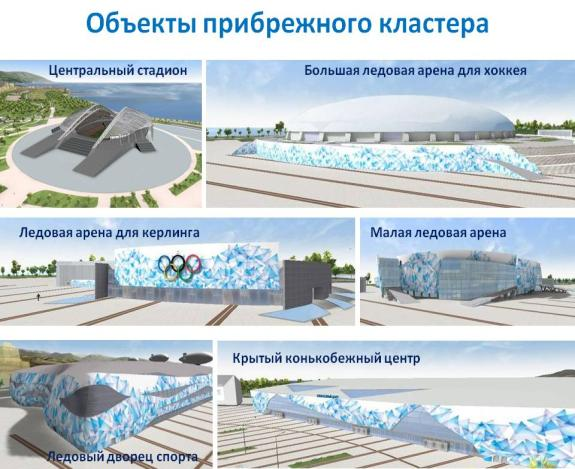 Объекты прибрежного кластера
Центральный стадион
Большая ледовая арена для хоккея
Ледовая арена для керлинга
Малая ледовая арена
Крытый конькобежный центр
Ледовый дворец спорта